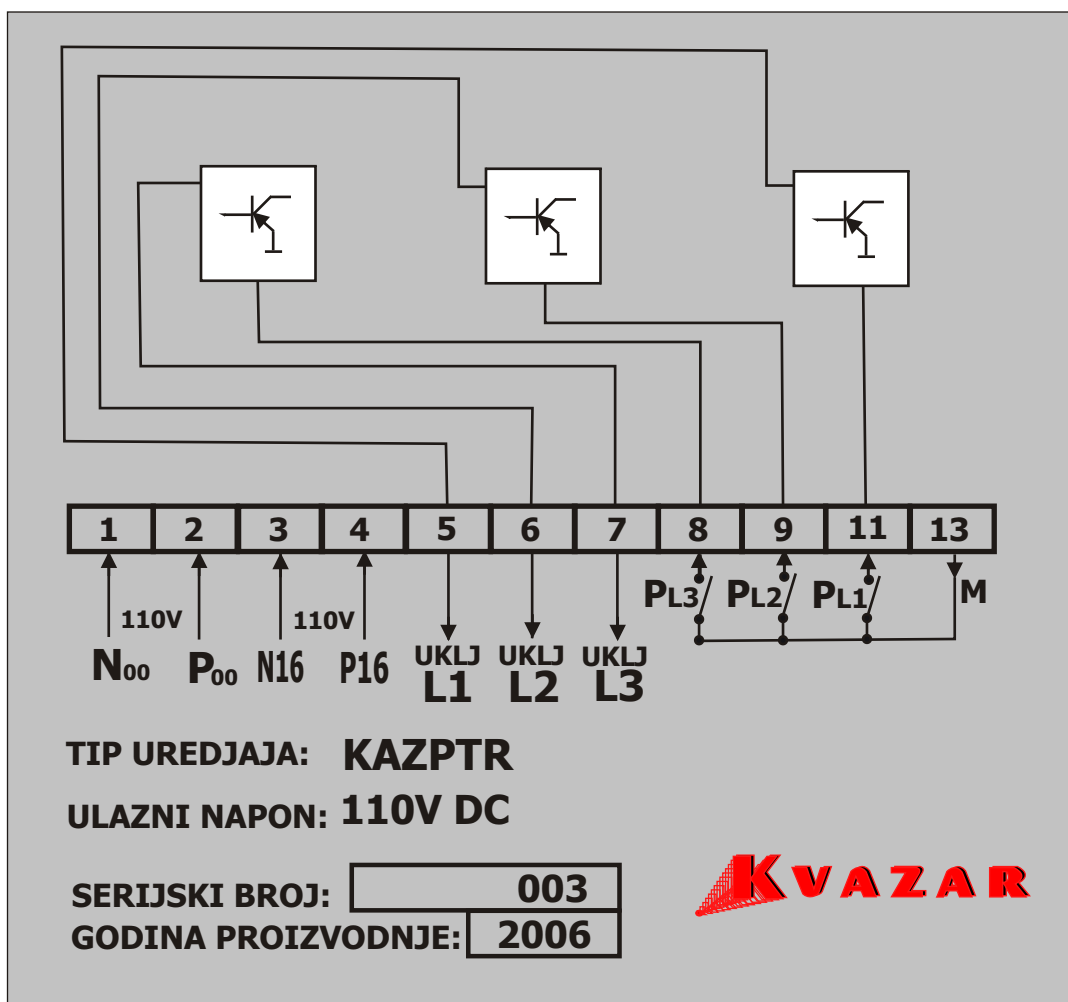 1 2 3 4 5 6 7 8 9 11 13
110V 110V
PL3 PL2 PL1 M
N00 P00 N16 P16
UKLJ UKLJ UKLJ
L1 L2 L3
TIP UREDJAJA: KAZPTR
ULAZNI NAPON: 110V DC
SERIJSKI BROJ: 003
GODINA PROIZVODNJE: 2006
KVAZAR